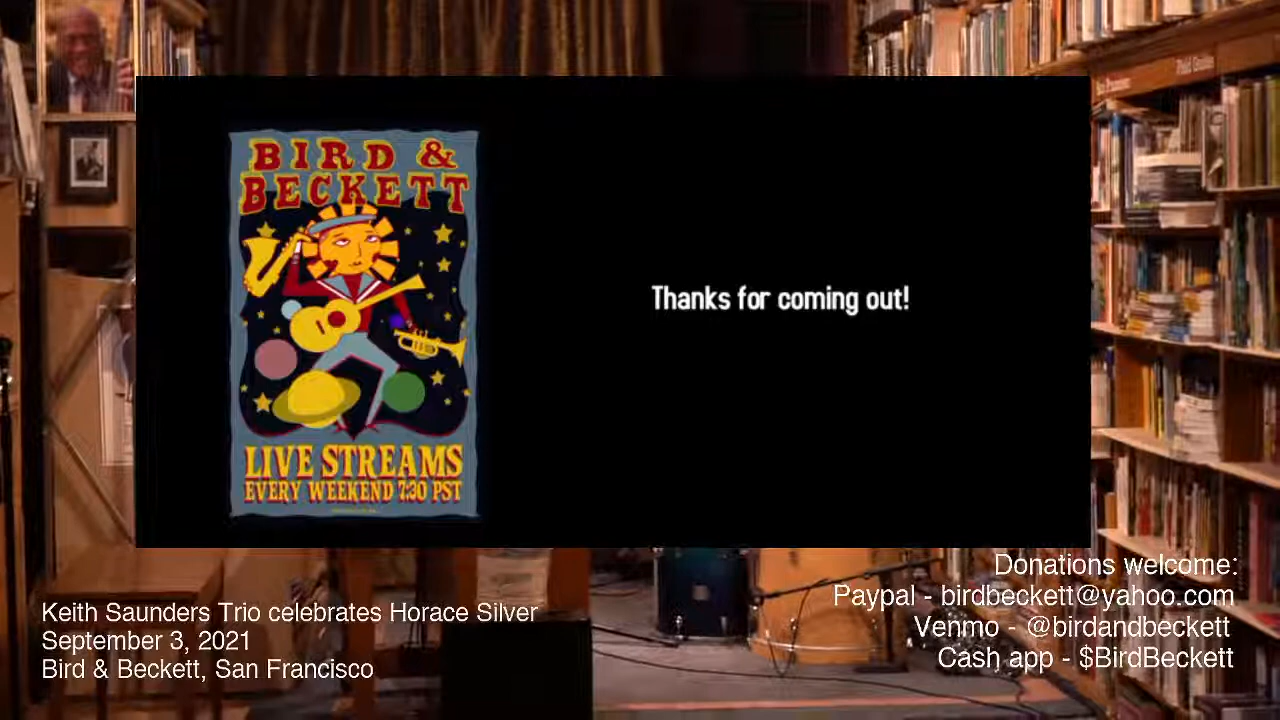 BIRD &
BECKETT
LIVE STREAMS
EVERY WEEKEND 7:30 PST
Thanks for coming out!
Keith Saunders Trio celebrates Horace Silver
September 3, 2021
Bird & Beckett, San Francisco
Donations welcome:
Paypal - birdbeckett@yahoo.com
Venmo - @birdandbeckett
Cash app - $BirdBeckett